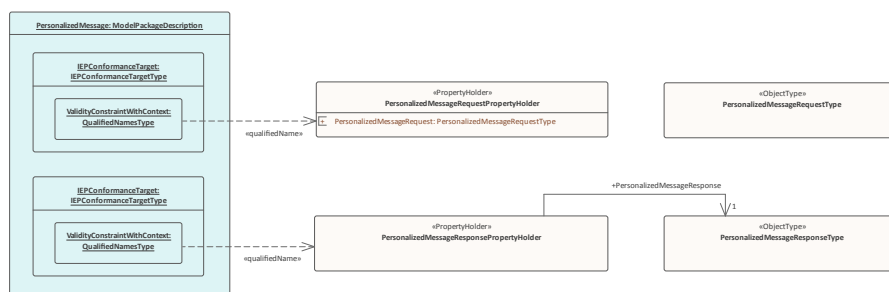 PersonalizedMessage: ModelPackageDescription
IEPConformanceTarget:
IEPConformanceTargetType
ValidityConstraintWithContext:
QualifiedNamesType
«qualifiedName»
«PropertyHolder»
PersonalizedMessageRequestPropertyHolder
PersonalizedMessageRequest: PersonalizedMessageRequestType
«ObjectType»
PersonalizedMessageRequestType
IEPConformanceTarget:
IEPConformanceTargetType
ValidityConstraintWithContext:
QualifiedNamesType
«qualifiedName»
+PersonalizedMessageResponse
1
«PropertyHolder»
PersonalizedMessageResponsePropertyHolder
«ObjectType»
PersonalizedMessageResponseType